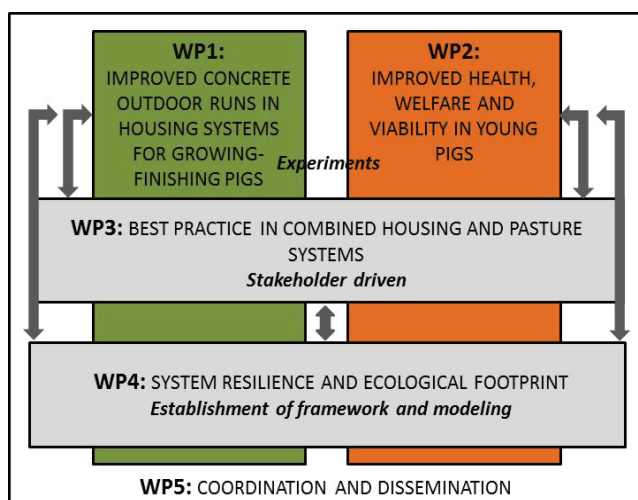 WP1:
IMPROVED CONCRETE
OUTDOOR RUNS IN
HOUSING SYSTEMS
FOR GROWING-
FINISHING PIGS
WP2:
IMPROVED HEALTH,
WELFARE AND
VIABILITY IN YOUNG
PIGS
Experiments
WP3: BEST PRACTICE IN COMBINED HOUSING AND PASTURE
SYSTEMS
Stakeholder driven
WP4: SYSTEM RESILIENCE AND ECOLOGICAL FOOTPRINT
Establishment of framework and modeling
WP5: COORDINATION AND DISSEMINATION